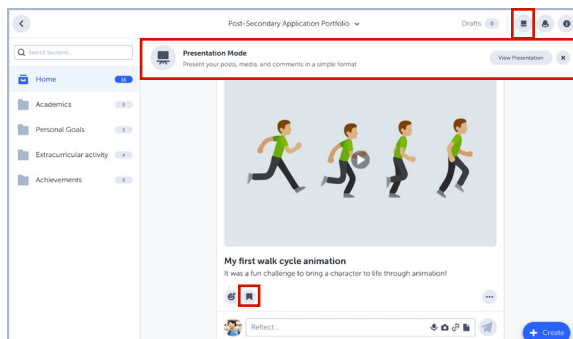 Post-Secondary Application Portfolio
Drafts 0
Search Sections...
Home 11
Academics 5
Personal Goals 3
Extracurricular activity 4
Achievements 3
Presentation Mode
Present your posts, media, and comments in a simple format
View Presentation
My first walk cycle animation
It was a fun challenge to bring a character to life through animation!
Reflect...
+ Create